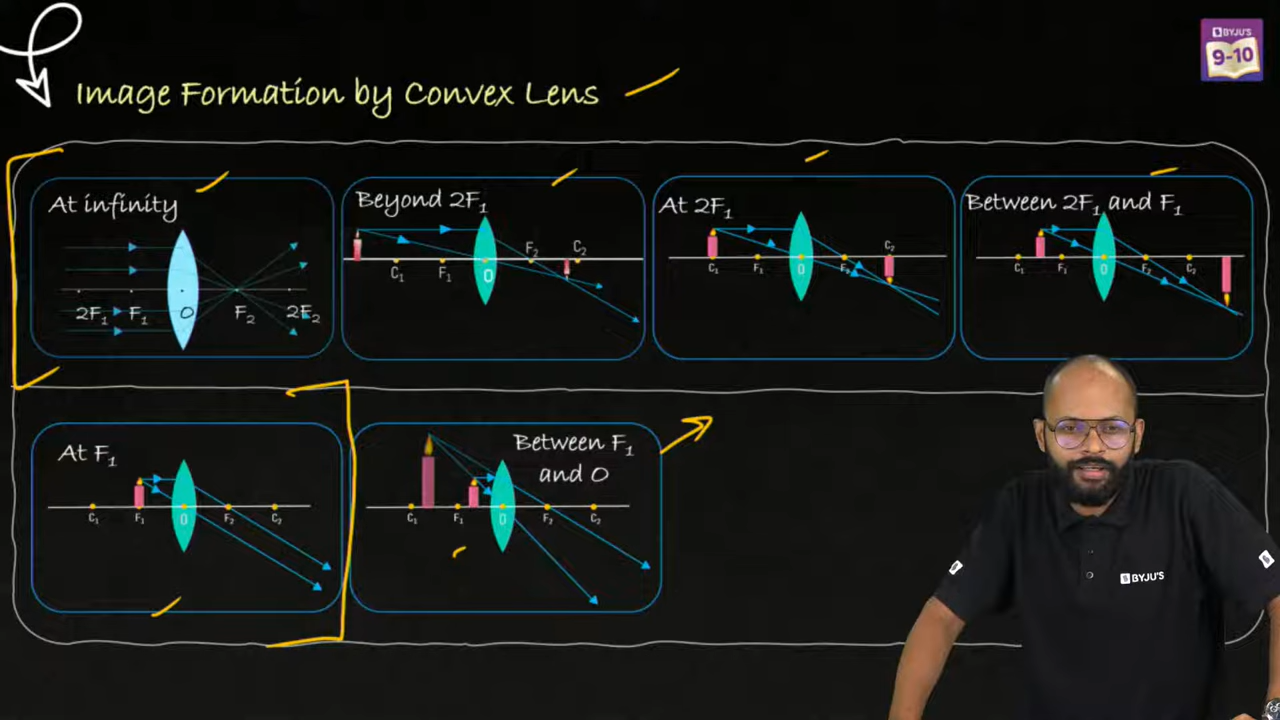 BYJU'S
9-10
Image Formation by Convex Lens
At infinity
2F₁ F₁ O F₂ 2F₂
Beyond 2F₁
C₁ F₁ O F₂ C₂
At 2F₁
C₁ F₁ O F₂ C₂
Between 2F₁ and F₁
C₁ F₁ O F₂ C₂
At F₁
C₁ F₁ O F₂ C₂
Between F₁
and O
C₁ F₁ O F₂ C₂
BYJU'S